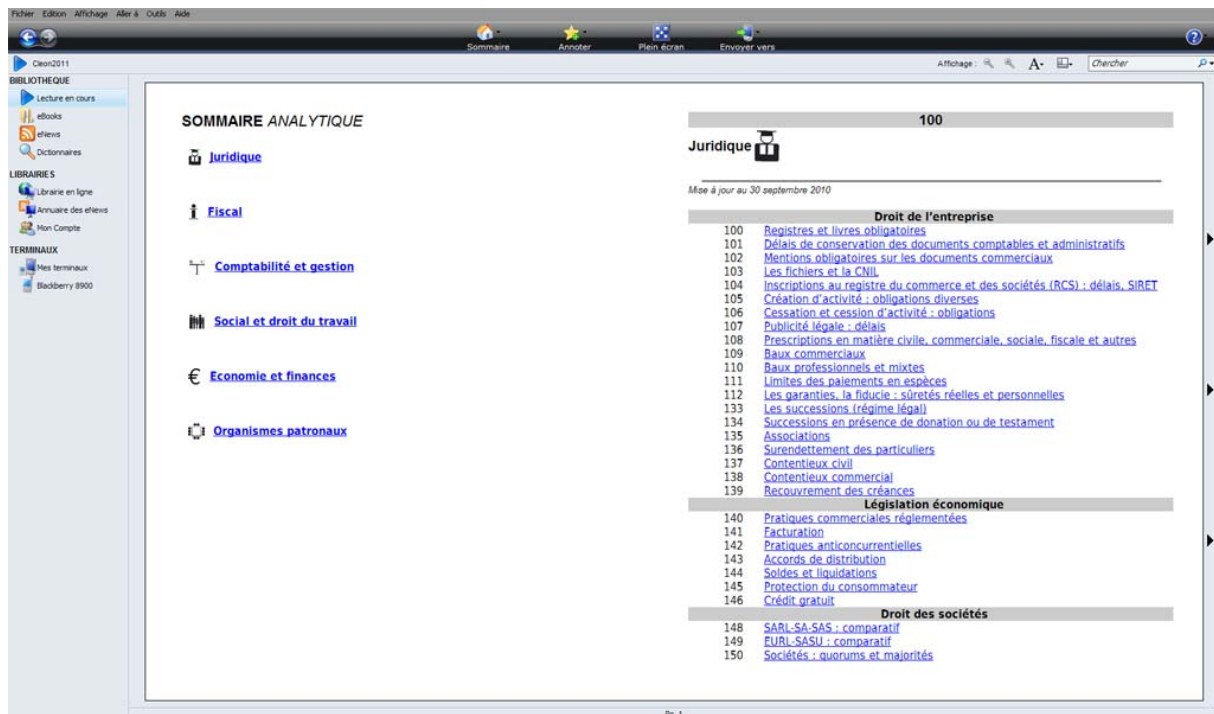 Fichier Edition Affichage Aller à Outils Aide
Sommaire Annoter Plein écran Envoyer vers
Cleon2011
Affichage : A Chercher
BIBLIOTHEQUE
Lecture en cours
eBooks
eNews
Dictionnaires
LIBRAIRIES
Librairie en ligne
Annuaire des eNews
Mon Compte
TERMINAUX
Mes terminaux
Blackberry 8900
SOMMAIRE ANALYTIQUE
Juridique
Fiscal
Comptabilité et gestion
Social et droit du travail
€ Economie et finances
Organismes patronaux
100
Juridique
Mise à jour au 30 septembre 2010
Droit de l'entreprise
100 Registres et livres obligatoires
101 Délais de conservation des documents comptables et administratifs
102 Mentions obligatoires sur les documents commerciaux
103 Les fichiers et la CNIL
104 Inscriptions au registre du commerce et des sociétés (RCS) : délais, SIRET
105 Création d'activité : obligations diverses
106 Cessation et cession d'activité : obligations
107 Publicité légale : délais
108 Prescriptions en matière civile, commerciale, sociale, fiscale et autres
109 Baux commerciaux
110 Baux professionnels et mixtes
111 Limites des paiements en espèces
112 Les garanties, la fiducie : sûretés réelles et personnelles
133 Les successions (régime légal)
134 Successions en présence de donation ou de testament
135 Associations
136 Surendettement des particuliers
137 Contentieux civil
138 Contentieux commercial
139 Recouvrement des créances
Législation économique
140 Pratiques commerciales réglementées
141 Facturation
142 Pratiques anticoncurrentielles
143 Accords de distribution
144 Soldes et liquidations
145 Protection du consommateur
146 Crédit gratuit
Droit des sociétés
148 SARL-SA-SAS : comparatif
149 EURL-SASU : comparatif
150 Sociétés : quorums et majorités